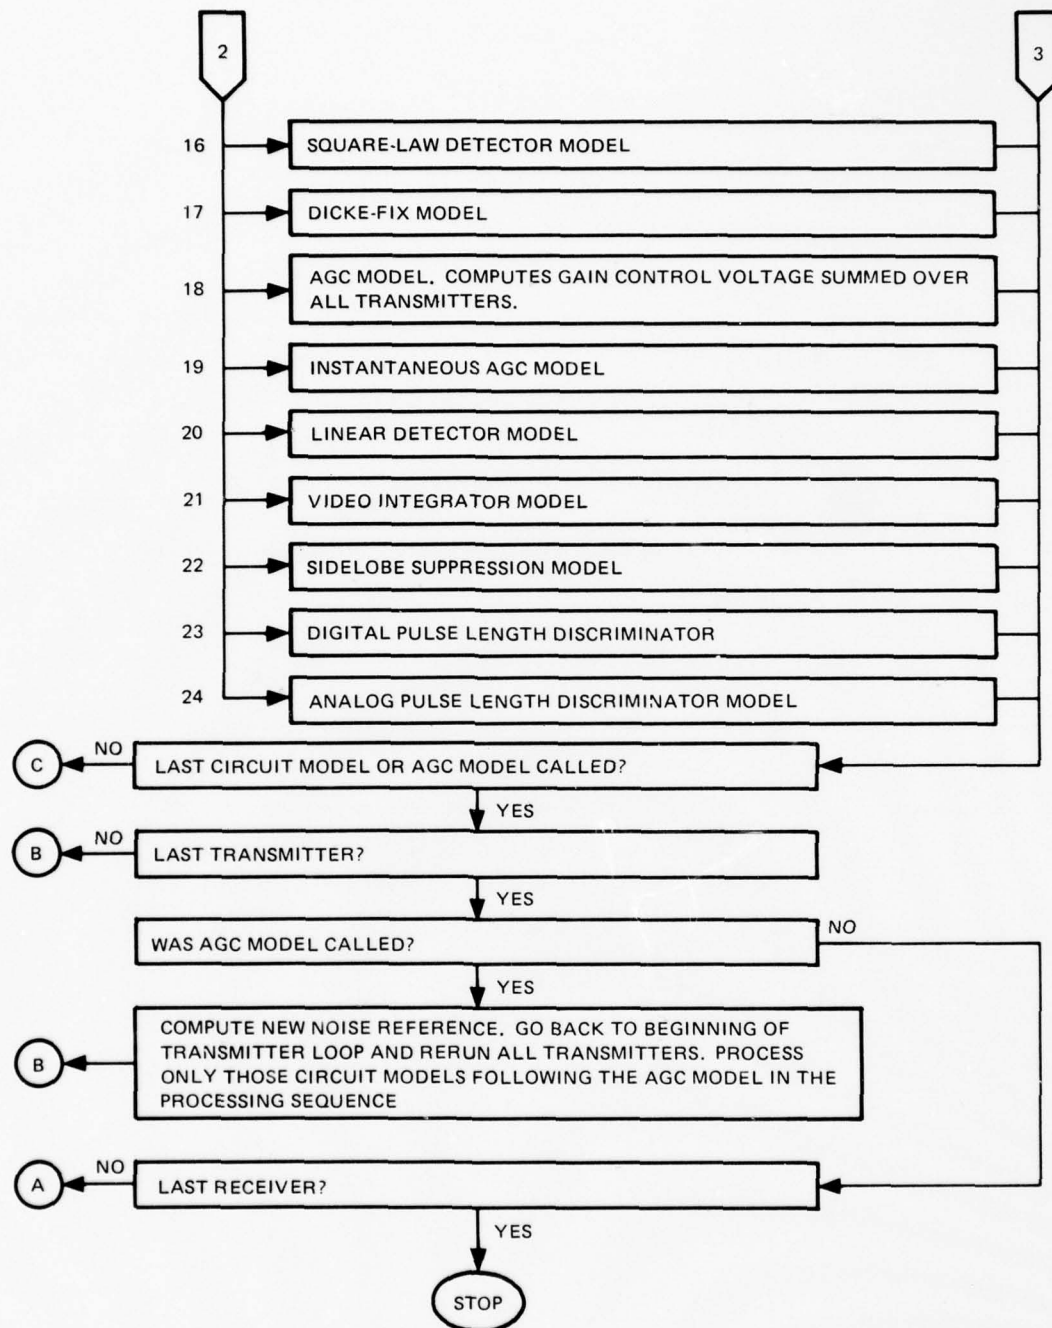 2
3
16
SQUARE-LAW DETECTOR MODEL
17
DICKE-FIX MODEL
18
AGC MODEL. COMPUTES GAIN CONTROL VOLTAGE SUMMED OVER
ALL TRANSMITTERS.
19
INSTANTANEOUS AGC MODEL
20
LINEAR DETECTOR MODEL
21
VIDEO INTEGRATOR MODEL
22
SIDELOBE SUPPRESSION MODEL
23
DIGITAL PULSE LENGTH DISCRIMINATOR
24
ANALOG PULSE LENGTH DISCRIMINATOR MODEL
C
NO
LAST CIRCUIT MODEL OR AGC MODEL CALLED?
YES
B
NO
LAST TRANSMITTER?
YES
WAS AGC MODEL CALLED?
NO
YES
B
COMPUTE NEW NOISE REFERENCE. GO BACK TO BEGINNING OF
TRANSMITTER LOOP AND RERUN ALL TRANSMITTERS. PROCESS
ONLY THOSE CIRCUIT MODELS FOLLOWING THE AGC MODEL IN THE
PROCESSING SEQUENCE
A
NO
LAST RECEIVER?
YES
STOP